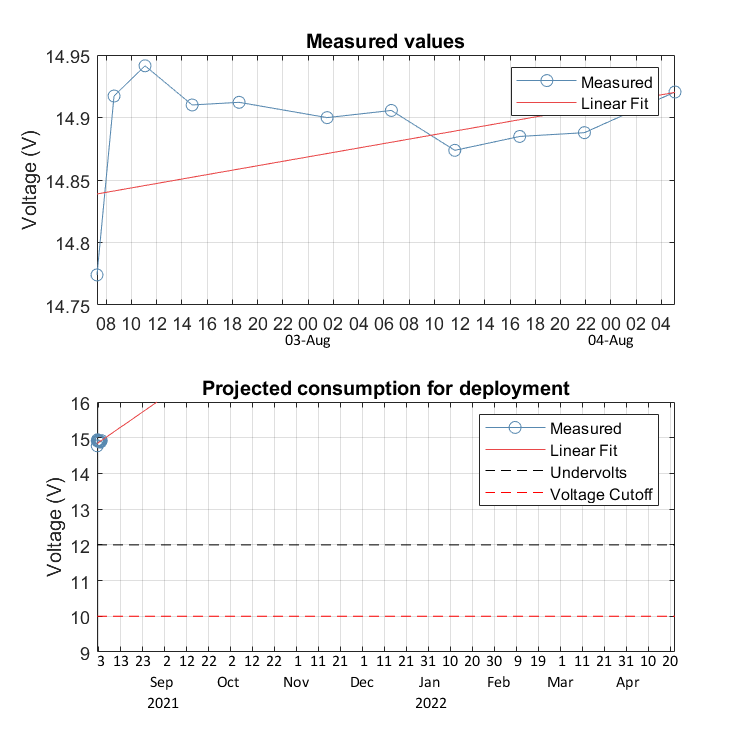 Measured values
14.95
14.9
14.85
14.8
14.75
Voltage (V)
Measured
Linear Fit
08 10 12 14 16 18 20 22 00 02 04 06 08 10 12 14 16 18 20 22 00 02 04
03-Aug 04-Aug
Projected consumption for deployment
16
15
14
13
12
11
10
9
Voltage (V)
Measured
Linear Fit
Undervolts
Voltage Cutoff
3 13 23 2 12 22 2 12 22 1 11 21 1 11 21 31 10 20 30 9 19 1 11 21 31 10 20
Sep Oct Nov Dec Jan Feb Mar Apr
2021 2022